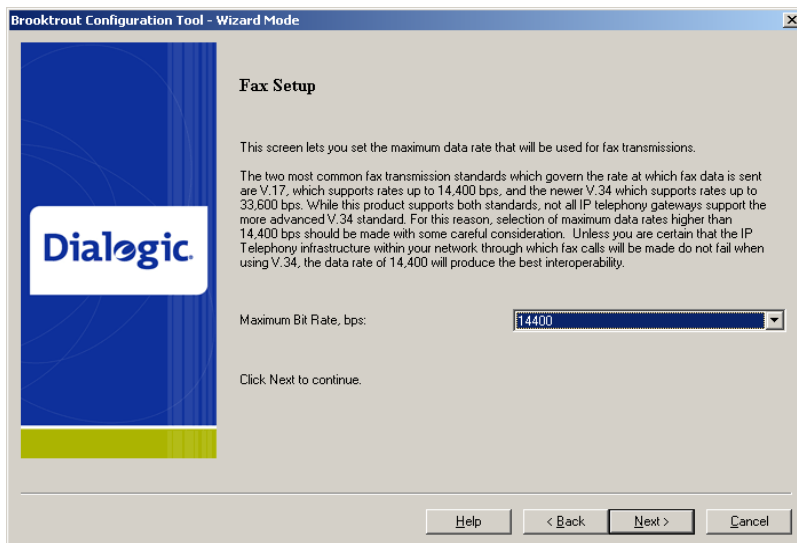 Brooktrout Configuration Tool - Wizard Mode
Fax Setup
This screen lets you set the maximum data rate that will be used for fax transmissions.
The two most common fax transmission standards which govern the rate at which fax data is sent
are V.17, which supports rates up to 14,400 bps, and the newer V.34 which supports rates up to
33,600 bps. While this product supports both standards, not all IP telephony gateways support the
more advanced V.34 standard. For this reason, selection of maximum data rates higher than
14,400 bps should be made with some careful consideration.  Unless you are certain that the IP
Telephony infrastructure within your network through which fax calls will be made do not fail when
using V.34, the data rate of 14,400 will produce the best interoperability.
Dialogic.
Maximum Bit Rate, bps:
14400
Click Next to continue.
Help
< Back
Next >
Cancel